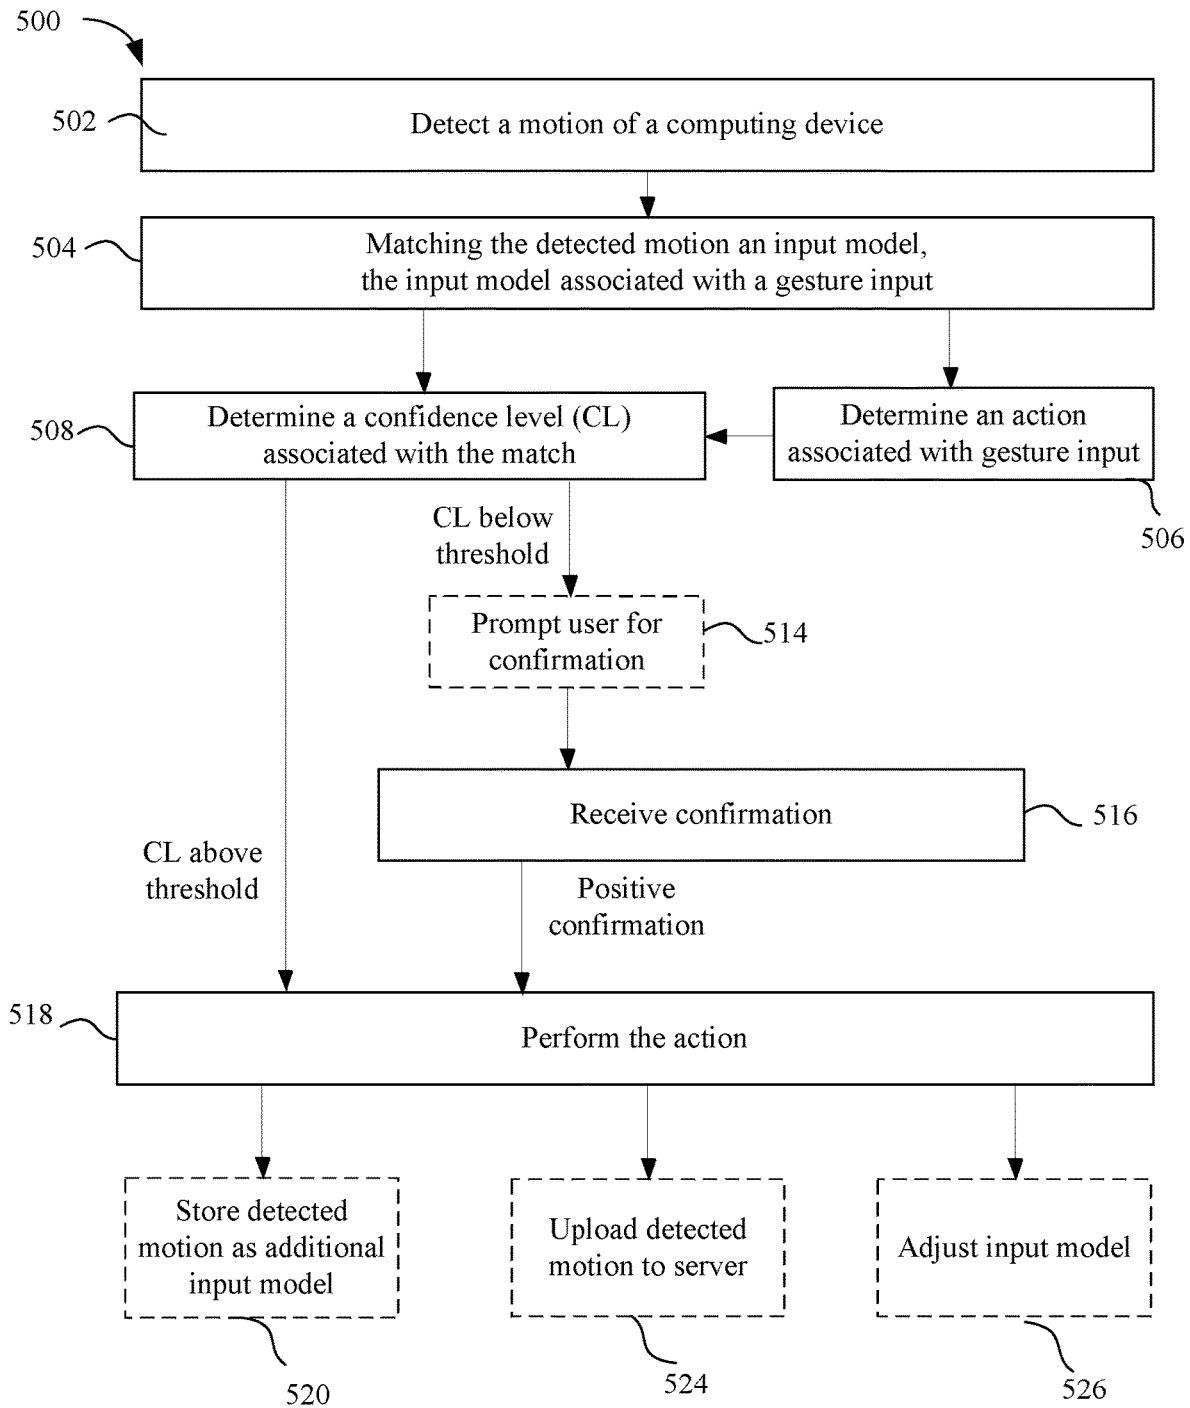 500
502
Detect a motion of a computing device
504
Matching the detected motion an input model,
the input model associated with a gesture input
508
Determine a confidence level (CL)
associated with the match
Determine an action
associated with gesture input
506
CL below
threshold
Prompt user for
confirmation
514
Receive confirmation
516
CL above
threshold
Positive
confirmation
518
Perform the action
Store detected
motion as additional
input model
520
Upload detected
motion to server
524
Adjust input model
526